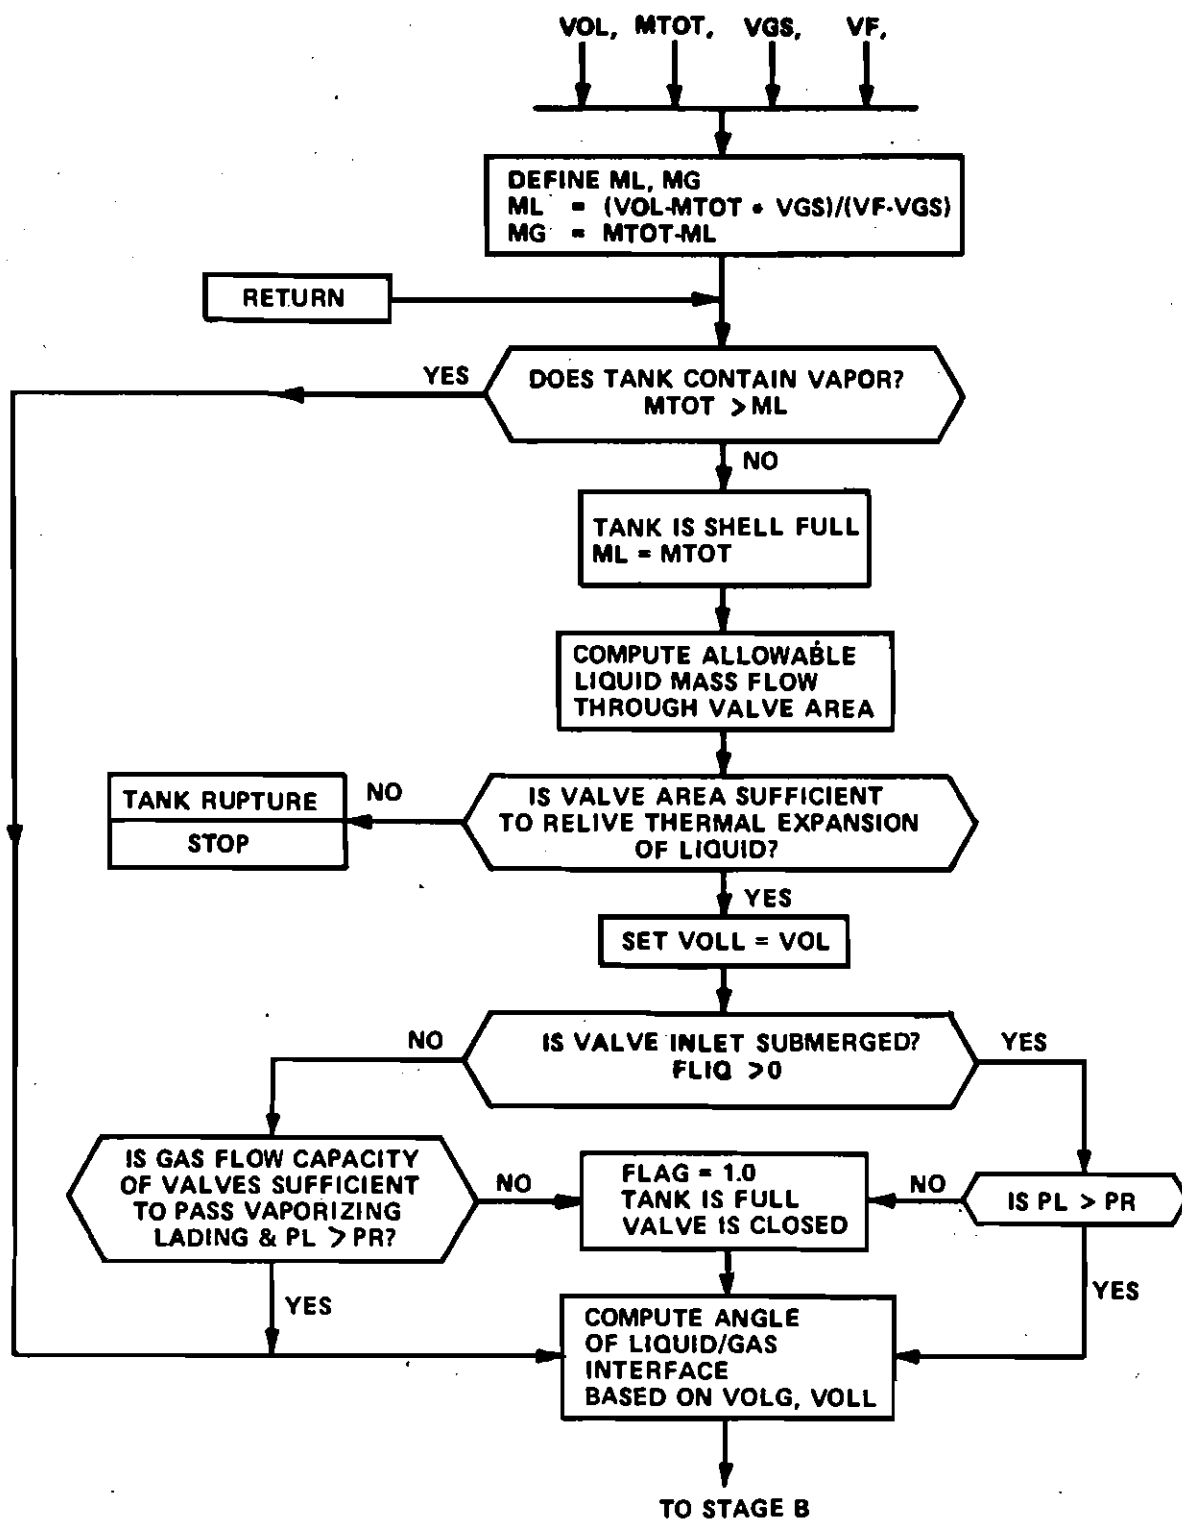 VOL, MTOT, VGS, VF,
DEFINE ML, MG
ML = (VOL-MTOT * VGS)/(VF-VGS)
MG = MTOT-ML
RETURN
YES
DOES TANK CONTAIN VAPOR?
MTOT >ML
NO
TANK IS SHELL FULL
ML = MTOT
COMPUTE ALLOWABLE
LIQUID MASS FLOW
THROUGH VALVE AREA
TANK RUPTURE
STOP
NO
IS VALVE AREA SUFFICIENT
TO RELIVE THERMAL EXPANSION
OF LIQUID?
YES
SET VOLL = VOL
NO
IS VALVE INLET SUBMERGED?
FLIQ >0
YES
IS GAS FLOW CAPACITY
OF VALVES SUFFICIENT
TO PASS VAPORIZING
LADING & PL >PR?
NO
FLAG = 1.0
TANK IS FULL
VALVE IS CLOSED
NO
IS PL > PR
YES
YES
COMPUTE ANGLE
OF LIQUID/GAS
INTERFACE
BASED ON VOLG, VOLL
TO STAGE B